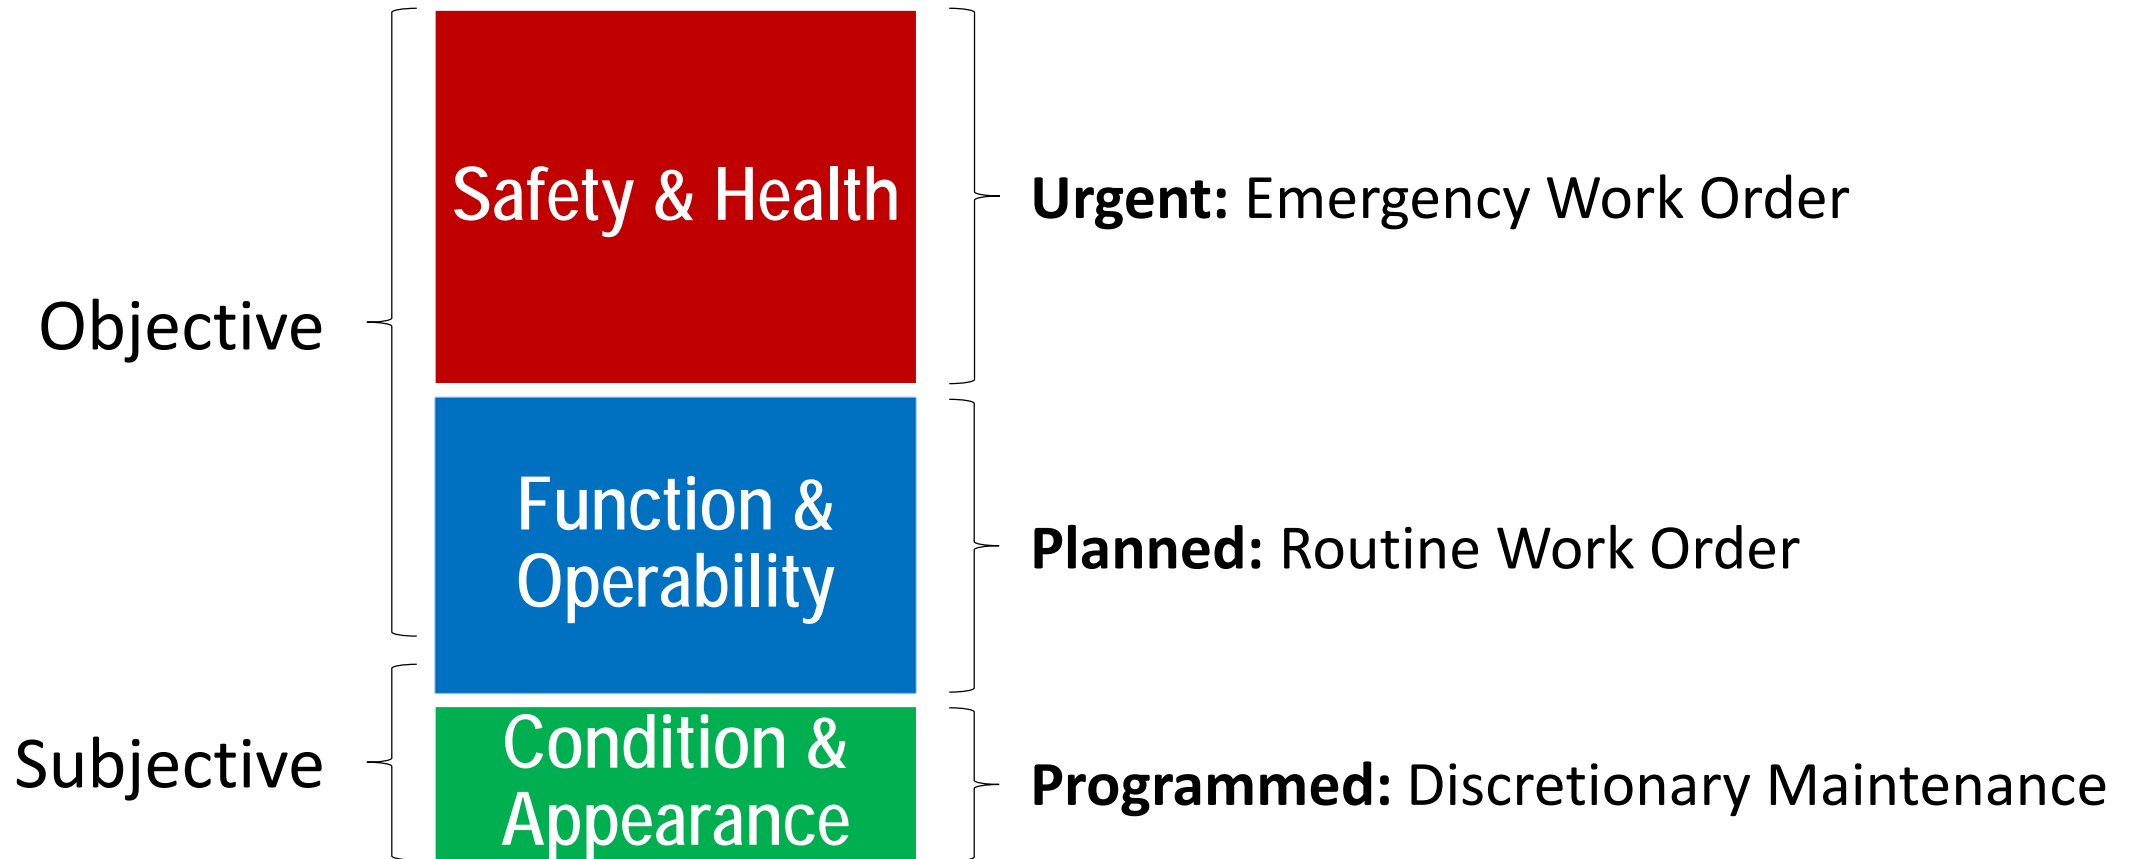 Safety & Health
Urgent: Emergency Work Order
Objective
Function &
Operability
Planned: Routine Work Order
Subjective
Condition &
Appearance
Programmed: Discretionary Maintenance